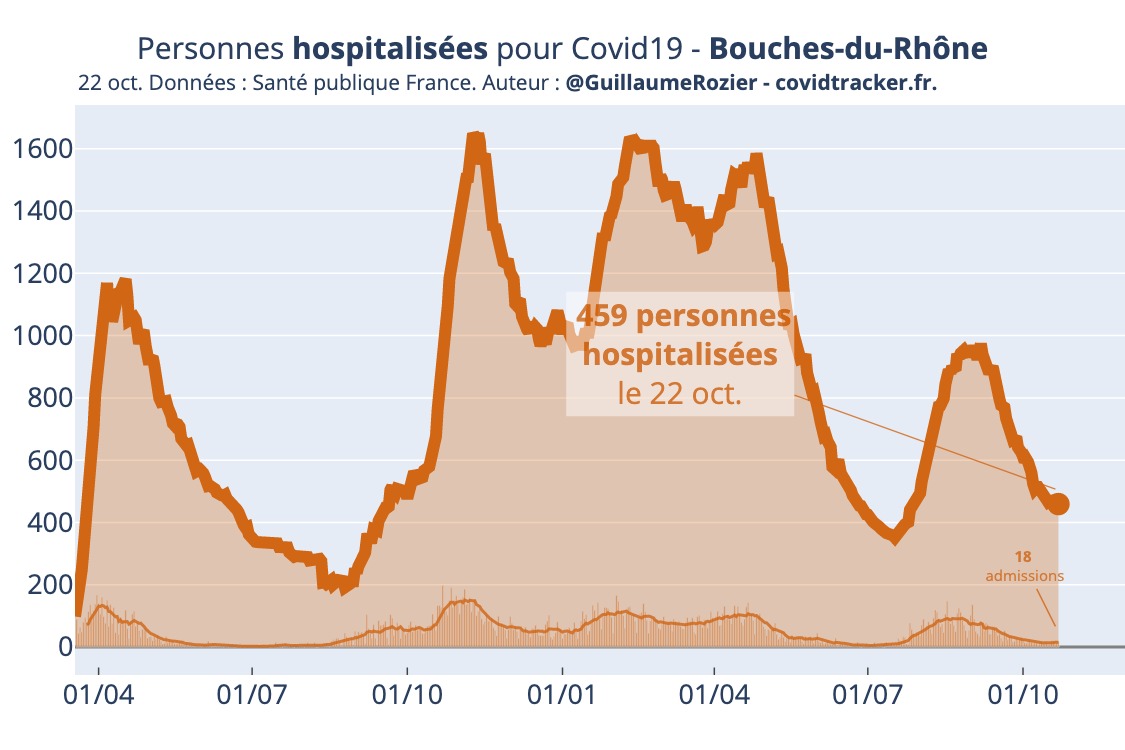 Personnes hospitalisées pour Covid19 - Bouches-du-Rhône
22 oct. Données : Santé publique France. Auteur : @GuillaumeRozier - covidtracker.fr.
1600
1400
1200
1000
800
600
400
200
0
459 personnes
hospitalisées
le 22 oct.
18
admissions
01/04
01/07
01/10
01/01
01/04
01/07
01/10